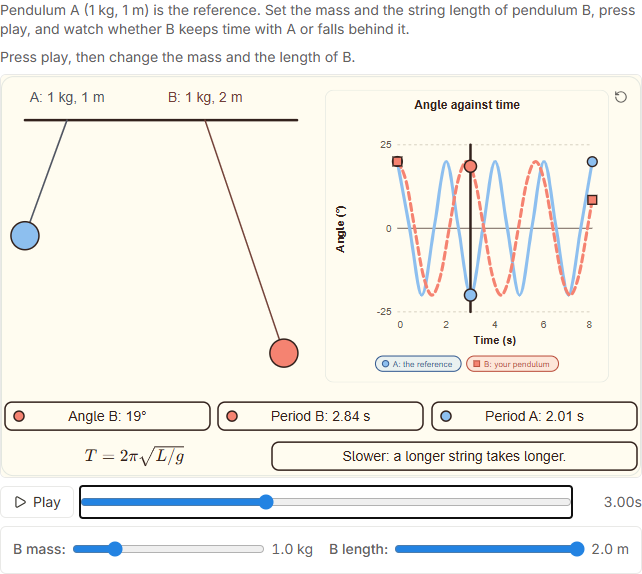 Pendulum A (1 kg, 1 m) is the reference. Set the mass and the string length of pendulum B, press
play, and watch whether B keeps time with A or falls behind it.
Press play, then change the mass and the length of B.
A: 1 kg, 1 m
B: 1 kg, 2 m
Angle against time
25
0
-25
Angle (°)
0 2 4 6 8
Time (s)
A: the reference
B: your pendulum
Angle B: 19°
Period B: 2.84 s
Period A: 2.01 s
T = 2π√L/g
Slower: a longer string takes longer.
Play
3.00s
B mass: 1.0 kg B length: 2.0 m